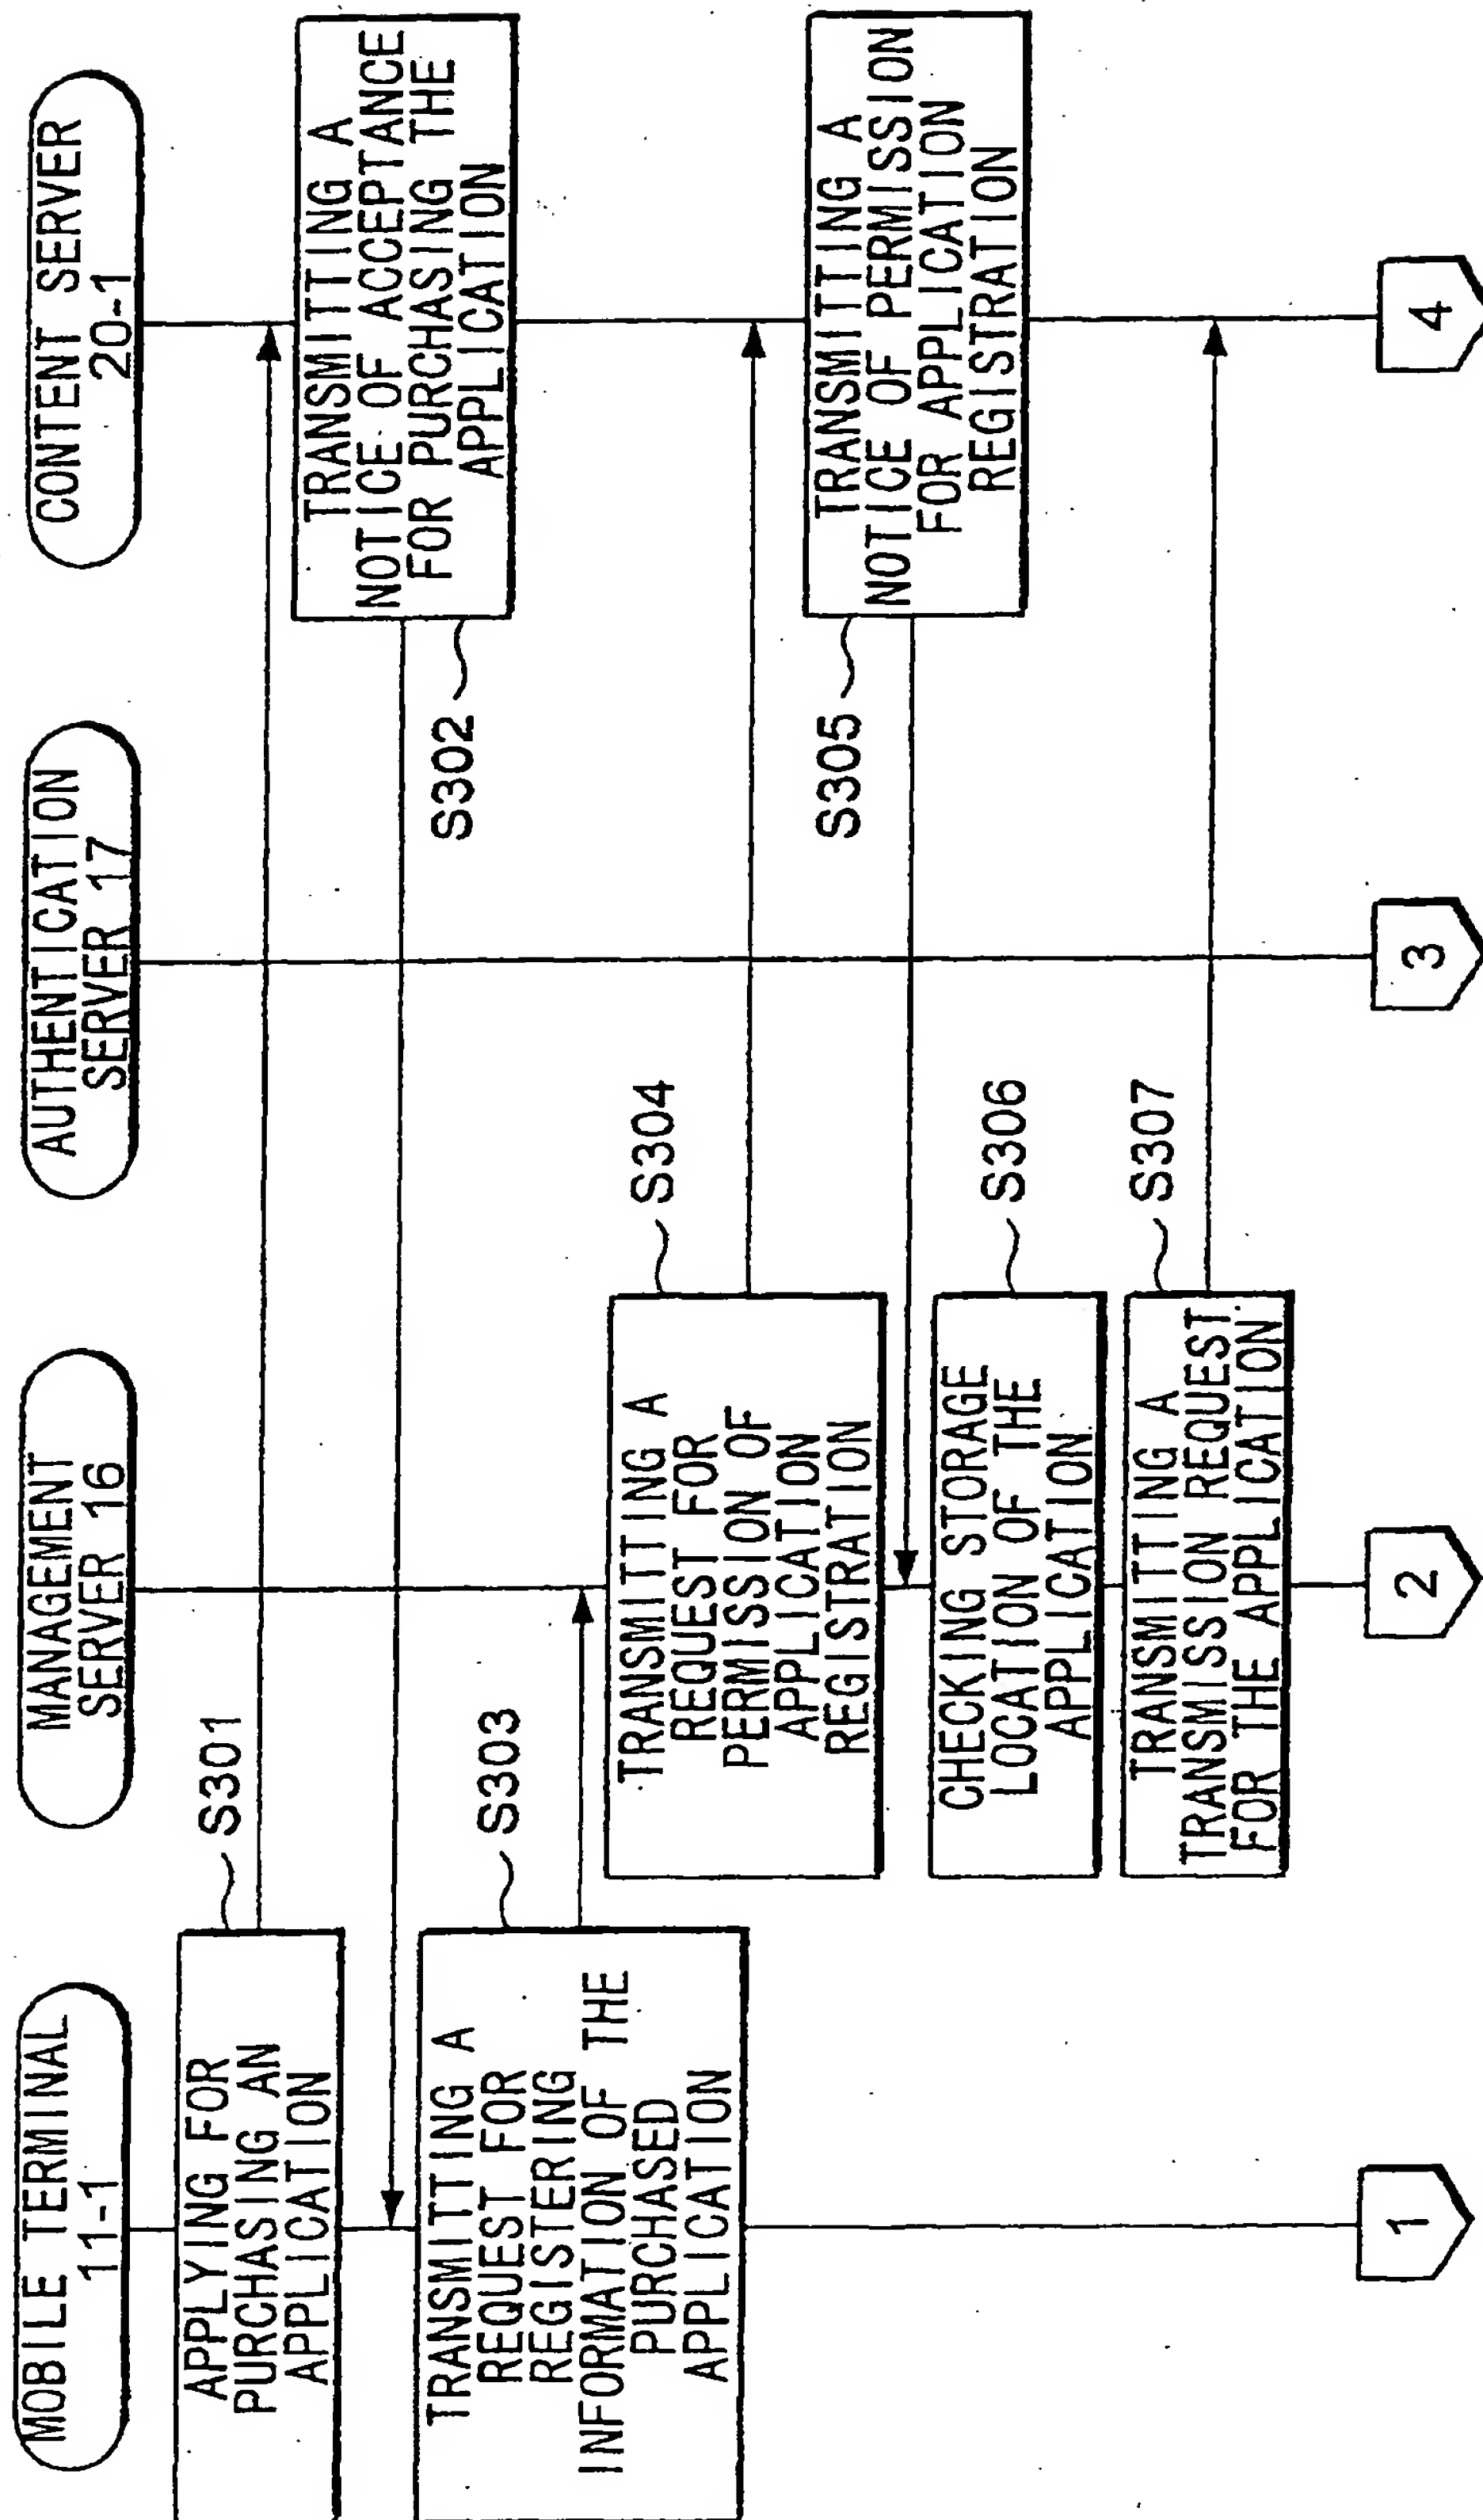 MOBILE TERMINAL
11-1
MANAGEMENT
SERVER 16
AUTHENTICATION
SERVER 17
CONTENT SERVER
20-1
APPLYING FOR
PURCHASING AN
APPLICATION
S301
TRANSMITTING A
NOTICE OF ACCEPTANCE
FOR PURCHASING THE
APPLICATION
S302
TRANSMITTING A
REQUEST FOR
REGISTERING
INFORMATION OF THE
PURCHASED
APPLICATION
S303
TRANSMITTING A
REQUEST FOR
PERMISSION OF
APPLICATION
REGISTRATION
S304
TRANSMITTING A
NOTICE OF PERMISSION
FOR APPLICATION
REGISTRATION
S305
CHECKING STORAGE
LOCATION OF THE
APPLICATION
S306
TRANSMITTING A
TRANSMISSION REQUEST
FOR THE APPLICATION
S307
1
2
3
4